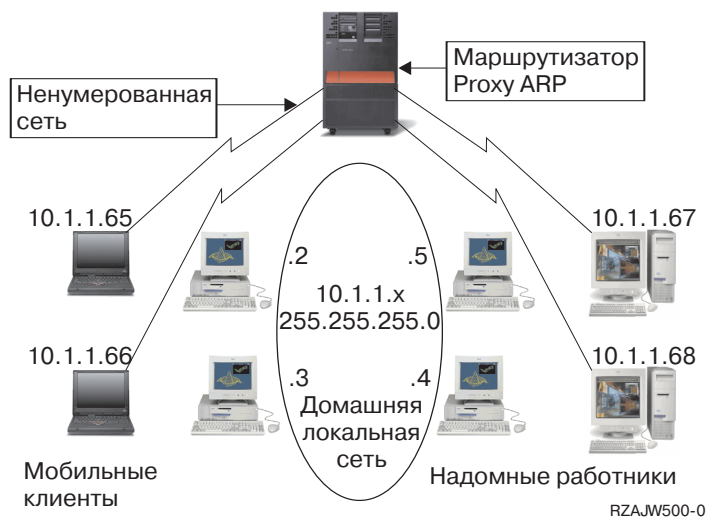 Маршрутизатор
Proxy ARP
Ненумерованная
сеть
10.1.1.65
10.1.1.67
.2
.5
10.1.1.x
255.255.255.0
10.1.1.66
10.1.1.68
.3
.4
Домашняя
локальная
сеть
Мобильные
клиенты
Надомные работники
RZAJW500-0